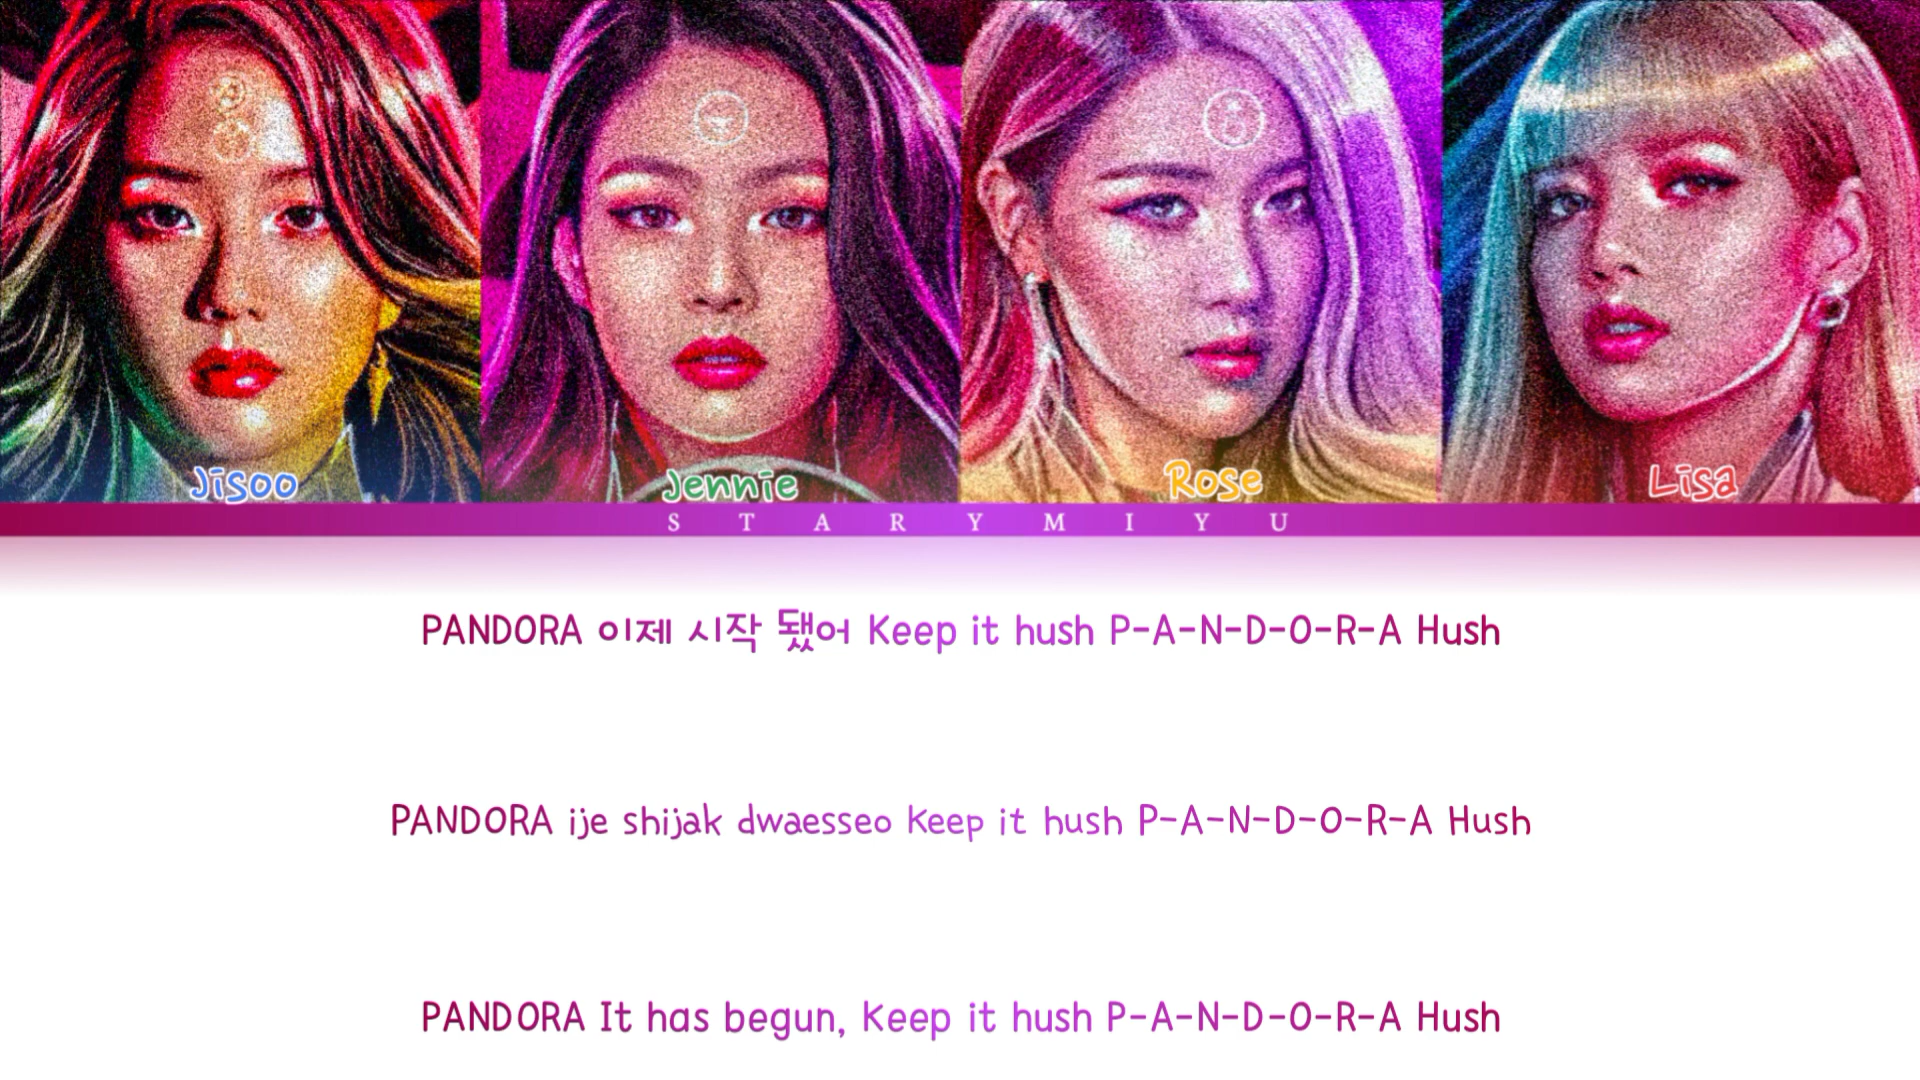 Jisoo Jennie Rose Lisa
STARYMIYU
PANDORA 이제 시작 됐어 Keep it hush P-A-N-D-O-R-A Hush
PANDORA ije shijak dwaesseo Keep it hush P-A-N-D-O-R-A Hush
PANDORA It has begun, Keep it hush P-A-N-D-O-R-A Hush